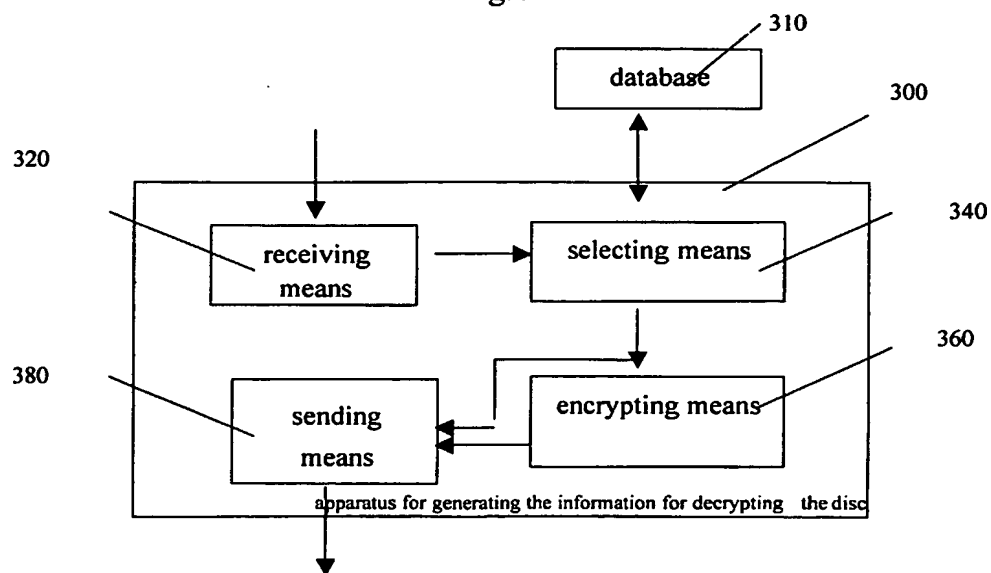 310
database
300
320
340
receiving
means
selecting means
360
380
sending
means
encrypting means
apparatus for generating the information for decrypting the disc